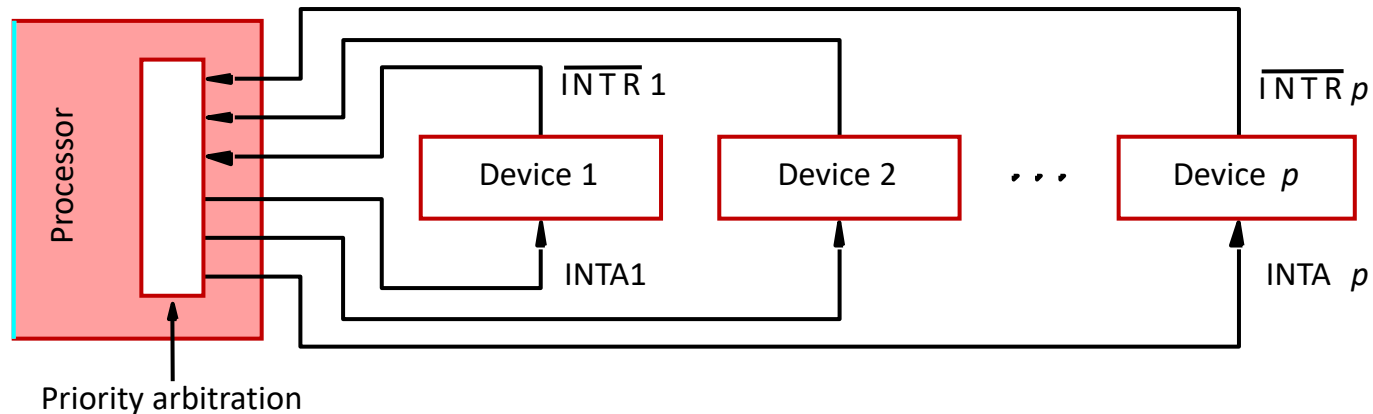 Processor
INTR 1
INTR p
Device 1
Device 2
. . .
Device p
INTA1
INTA p
Priority arbitration